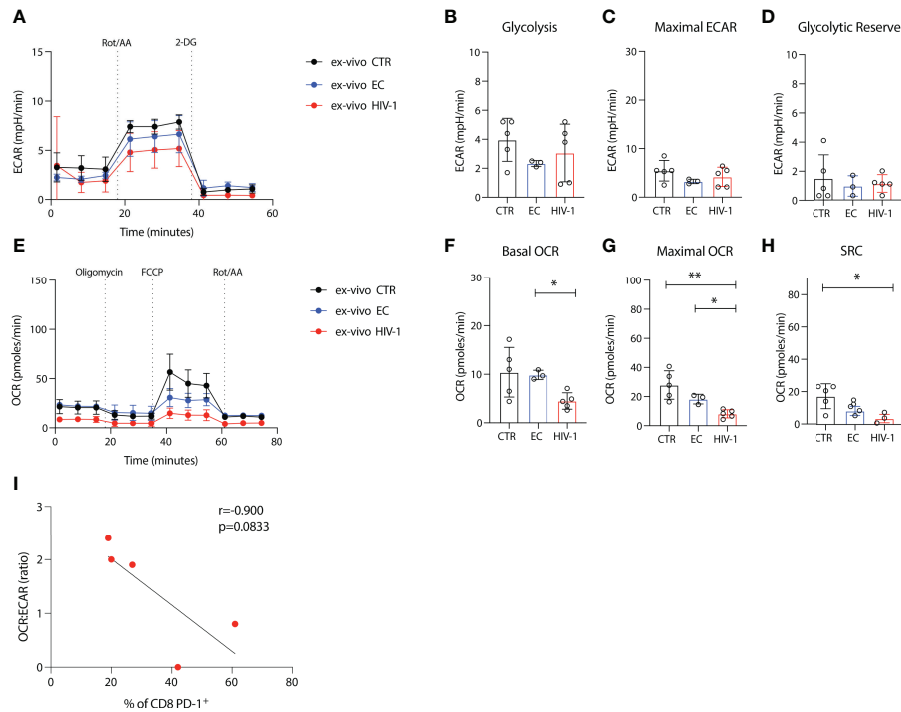 A
Rot/AA
2-DG
15
10
5
0
ECAR (mpH/min)
0
20
40
60
80
Time (minutes)
ex-vivo CTR
ex-vivo EC
ex-vivo HIV-1
B
Glycolysis
10
8
6
4
2
0
ECAR (mpH/min)
CTR
EC
HIV-1
C
Maximal ECAR
30
20
10
0
ECAR (mpH/min)
CTR
EC
HIV-1
D
Glycolytic Reserve
10
8
6
4
2
0
ECAR (mpH/min)
CTR
EC
HIV-1
E
Oligomycin
FCCP
Rot/AA
150
100
50
0
OCR (pmoles/min)
0
20
40
60
80
Time (minutes)
ex-vivo CTR
ex-vivo EC
ex-vivo HIV-1
F
Basal OCR
30
20
10
0
OCR (pmoles/min)
*
CTR
EC
HIV-1
G
Maximal OCR
80
60
40
20
0
OCR (pmoles/min)
**
*
CTR
EC
HIV-1
H
SRC
80
60
40
20
0
OCR (pmoles/min)
*
CTR
EC
HIV-1
I
r=-0.900
p=0.0833
3
2
1
0
OCR:ECAR (ratio)
0
20
40
60
80
% of CD8 PD-1⁺